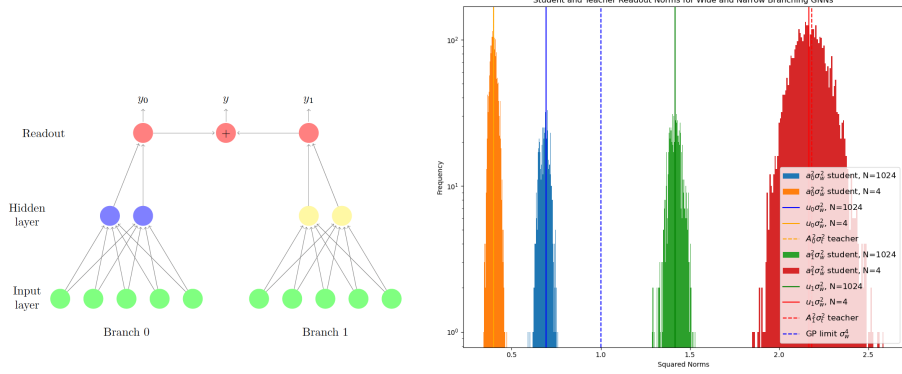 Student and Teacher Readout Norms for Wide and Narrow Branching GNNs
y₀ y y₁
Readout
+
Hidden
layer
Input
layer
Branch 0 Branch 1
Frequency
10²
10¹
10⁰
0.5 1.0 1.5 2.0 2.5
Squared Norms
a₀²σ_w² student, N=1024
a₀²σ_w² student, N=4
u₀σ_w², N=1024
u₀σ_w², N=4
A₀²σ_t² teacher
a₁²σ_w² student, N=1024
a₁²σ_w² student, N=4
u₁σ_w², N=1024
u₁σ_w², N=4
A₁²σ_t² teacher
GP limit σ_w⁴